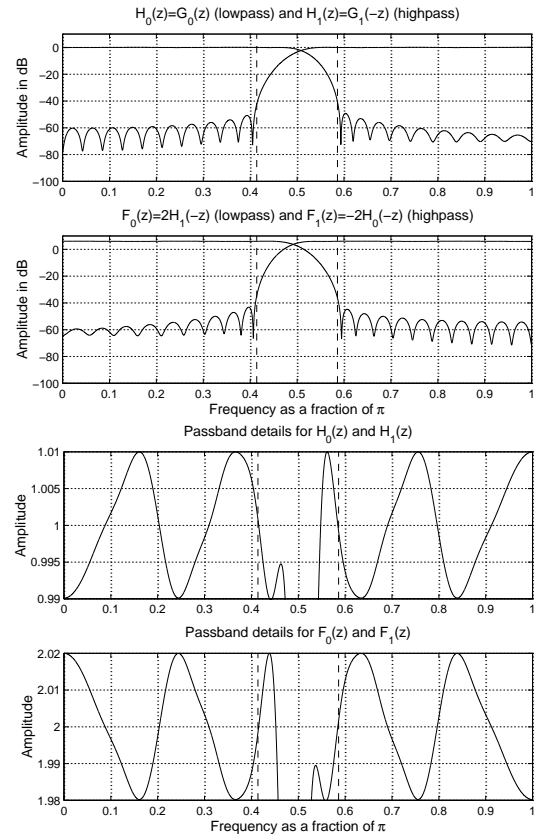 H₀(z)=G₀(z) (lowpass) and H₁(z)=G₁(-z) (highpass)
Amplitude in dB
0
−20
−40
−60
−80
−100
0 0.1 0.2 0.3 0.4 0.5 0.6 0.7 0.8 0.9 1
F₀(z)=2H₁(-z) (lowpass) and F₁(z)=-2H₀(-z) (highpass)
Amplitude in dB
0
−20
−40
−60
−80
−100
0 0.1 0.2 0.3 0.4 0.5 0.6 0.7 0.8 0.9 1
Frequency as a fraction of π
Passband details for H₀(z) and H₁(z)
Amplitude
1.01
1.005
1
0.995
0.99
0 0.1 0.2 0.3 0.4 0.5 0.6 0.7 0.8 0.9 1
Passband details for F₀(z) and F₁(z)
Amplitude
2.02
2.01
2
1.99
1.98
0 0.1 0.2 0.3 0.4 0.5 0.6 0.7 0.8 0.9 1
Frequency as a fraction of π